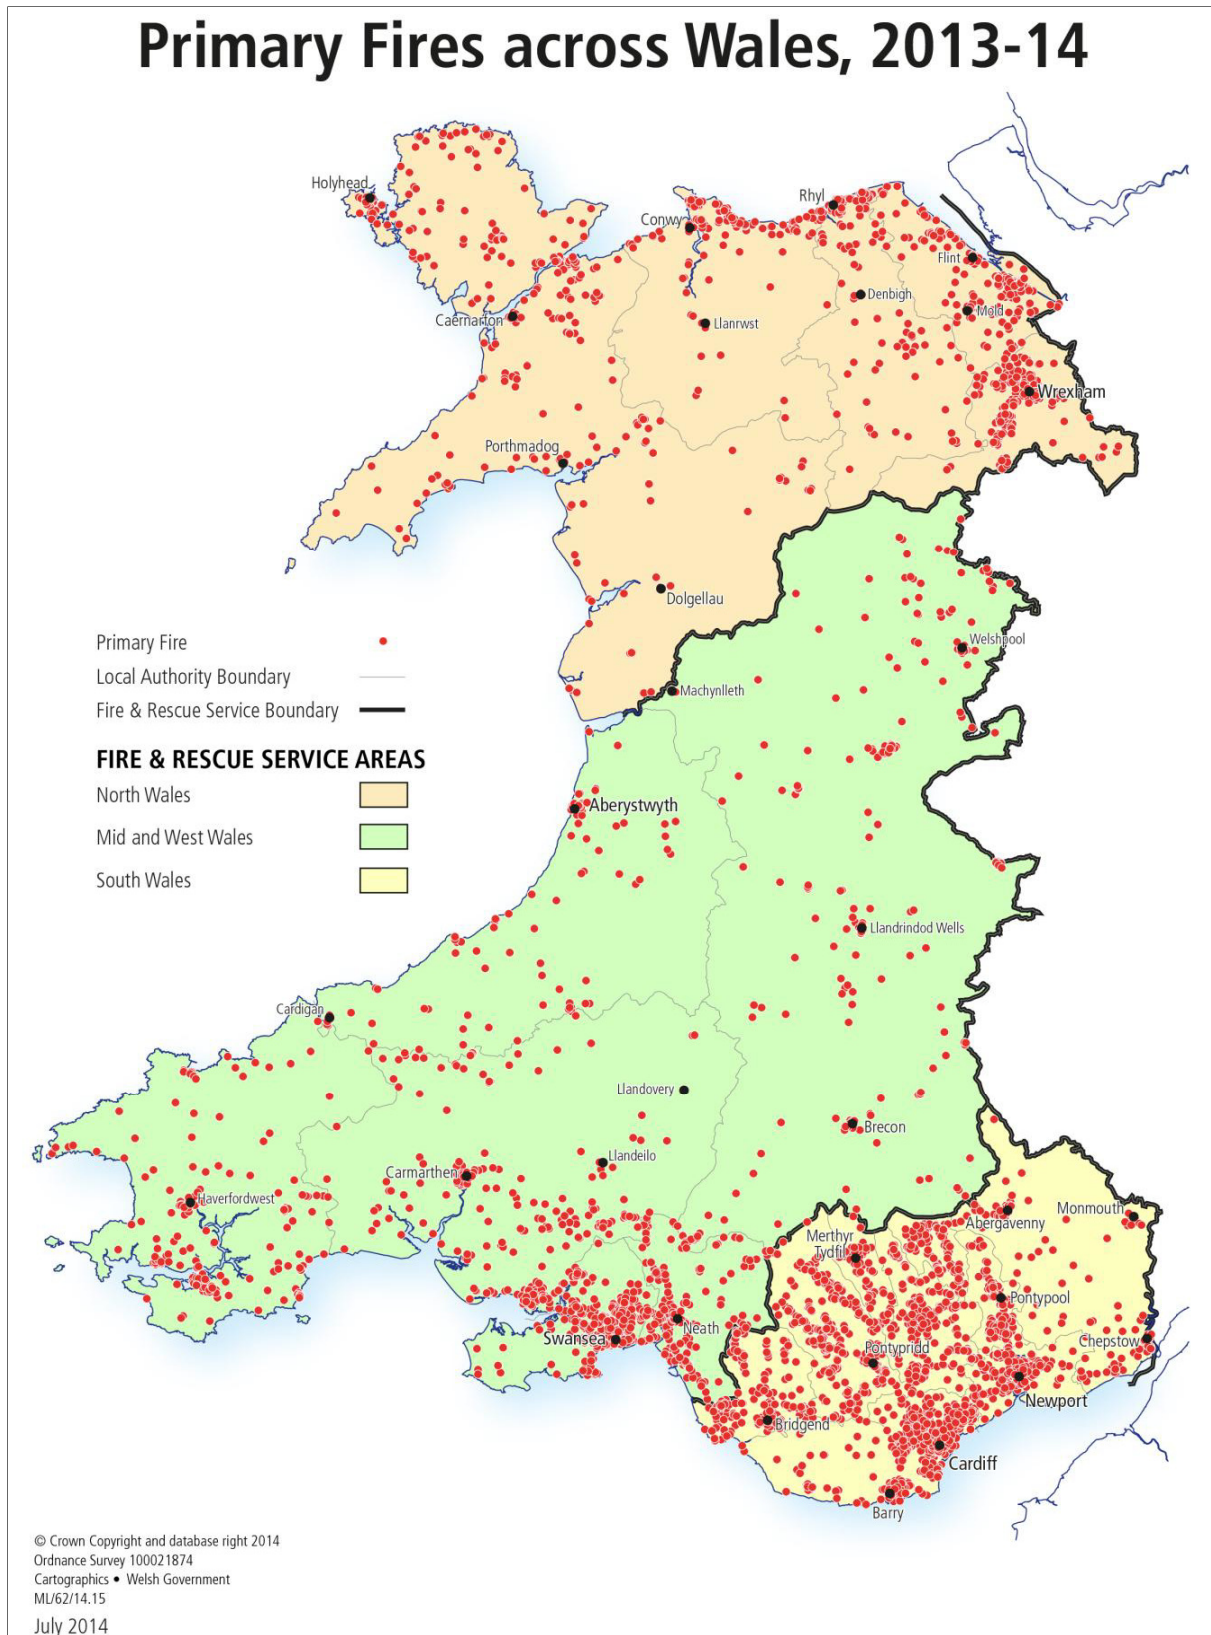 Primary Fires across Wales, 2013-14
Holyhead
Rhyl
Conwy
Flint
Denbigh
Mold
Caernarfon
Llanrwst
Wrexham
Porthmadog
Dolgellau
Welshpool
Machynlleth
Primary Fire
Local Authority Boundary
Fire & Rescue Service Boundary
FIRE & RESCUE SERVICE AREAS
North Wales
Mid and West Wales
South Wales
Aberystwyth
Llandrindod Wells
Cardigan
Llandovery
Brecon
Llandeilo
Carmarthen
Haverfordwest
Abergavenny
Monmouth
Merthyr
Tydfil
Pontypool
Swansea
Neath
Chepstow
Pontypridd
Newport
Bridgend
Cardiff
Barry
© Crown Copyright and database right 2014
Ordnance Survey 100021874
Cartographics • Welsh Government
ML/62/14.15
July 2014